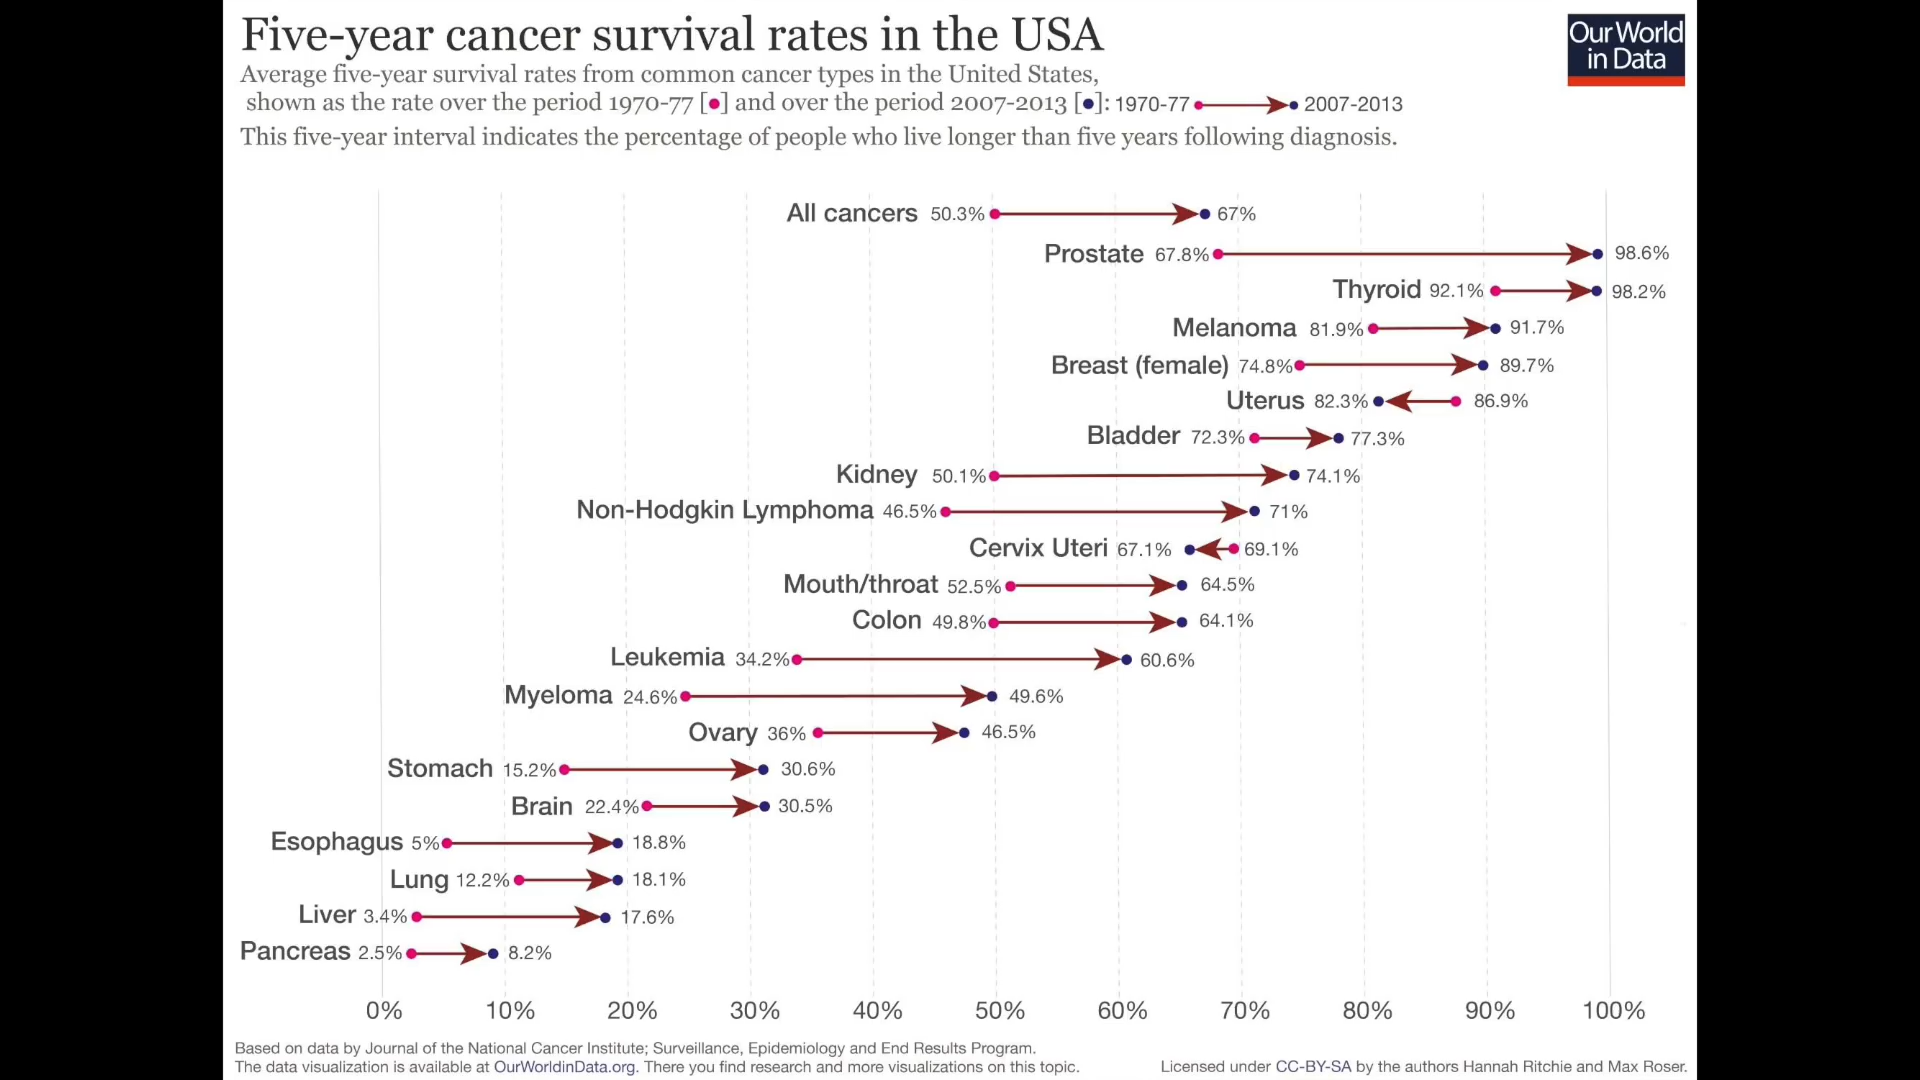 Five-year cancer survival rates in the USA
Our World
in Data
Average five-year survival rates from common cancer types in the United States,
shown as the rate over the period 1970-77 [●] and over the period 2007-2013 [●]: 1970-77 2007-2013
This five-year interval indicates the percentage of people who live longer than five years following diagnosis.
All cancers 50.3% 67%
Prostate 67.8% 98.6%
Thyroid 92.1% 98.2%
Melanoma 81.9% 91.7%
Breast (female) 74.8% 89.7%
Uterus 82.3% 86.9%
Bladder 72.3% 77.3%
Kidney 50.1% 74.1%
Non-Hodgkin Lymphoma 46.5% 71%
Cervix Uteri 67.1% 69.1%
Mouth/throat 52.5% 64.5%
Colon 49.8% 64.1%
Leukemia 34.2% 60.6%
Myeloma 24.6% 49.6%
Ovary 36% 46.5%
Stomach 15.2% 30.6%
Brain 22.4% 30.5%
Esophagus 5% 18.8%
Lung 12.2% 18.1%
Liver 3.4% 17.6%
Pancreas 2.5% 8.2%
0% 10% 20% 30% 40% 50% 60% 70% 80% 90% 100%
Based on data by Journal of the National Cancer Institute; Surveillance, Epidemiology and End Results Program.
The data visualization is available at OurWorldinData.org. There you find research and more visualizations on this topic.
Licensed under CC-BY-SA by the authors Hannah Ritchie and Max Roser.